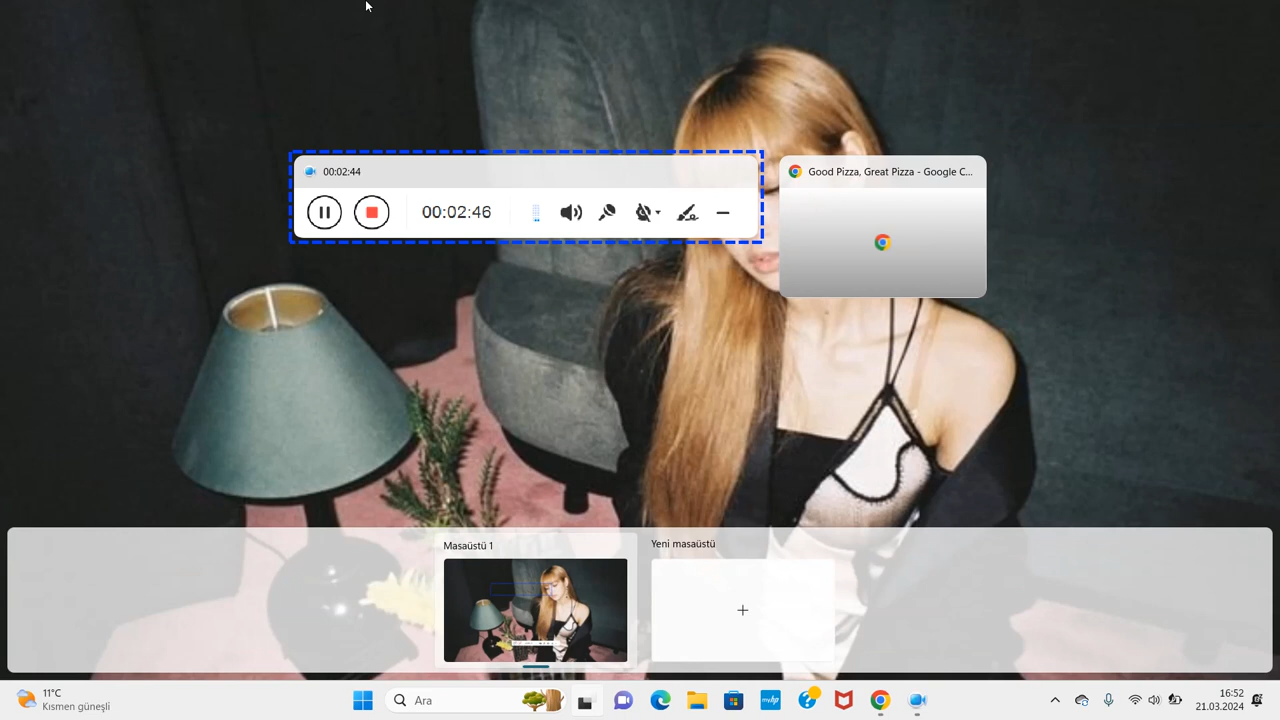 00:02:44
00:02:46
Good Pizza, Great Pizza - Google C...
Masaüstü 1
Yeni masaüstü
11°C
Kısmen güneşli
Ara
myhp
16:52
21.03.2024